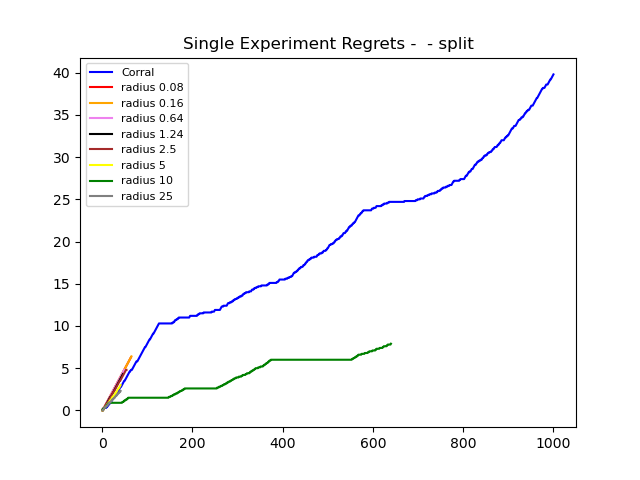 Single Experiment Regrets -  - split
40
35
30
25
20
15
10
5
0
Corral
radius 0.08
radius 0.16
radius 0.64
radius 1.24
radius 2.5
radius 5
radius 10
radius 25
0 200 400 600 800 1000